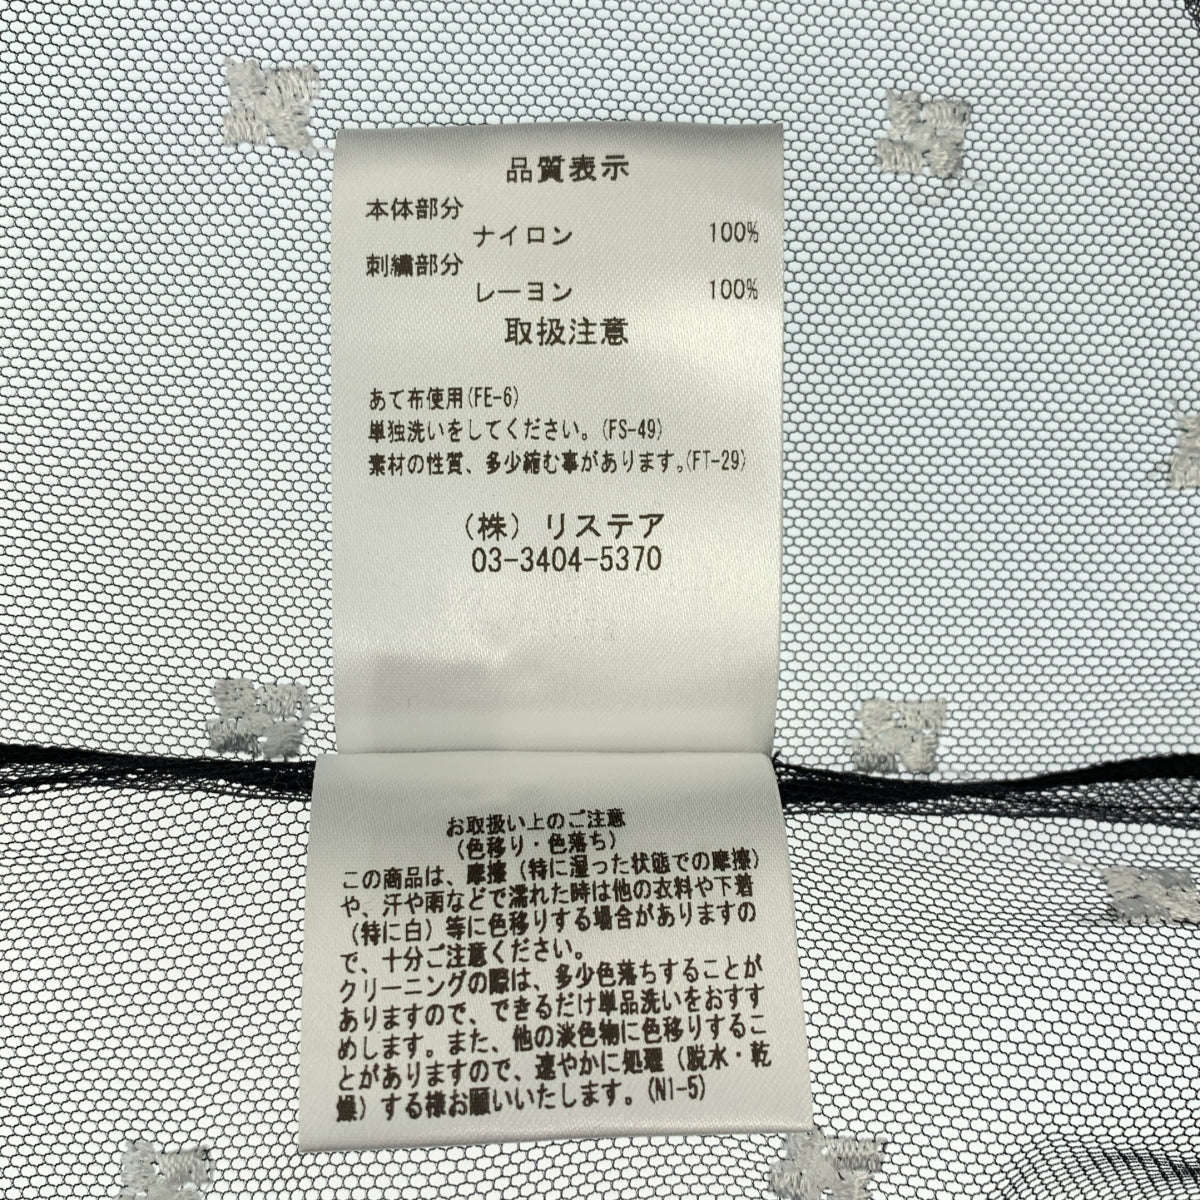 品質表示
本体部分
ナイロン 100%
刺繍部分
レーヨン 100%
取扱注意
あて布使用(FE-6)
単独洗いをしてください。(FS-49)
素材の性質、多少縮む事があります。(FT-29)
（株）リステア
03-3404-5370
お取扱い上のご注意
（色移り・色落ち）
この商品は、摩擦（特に湿った状態での摩擦）
や、汗や雨などで濡れた時は他の衣料や下着
（特に白）等に色移りする場合がありますの
で、十分ご注意ください。
クリーニングの際は、多少色落ちすることが
ありますので、できるだけ単品洗いをおすす
めします。また、他の淡色物に色移りするこ
とがありますので、速やかに処理（脱水・乾
燥）する様お願いいたします。(N1-5)